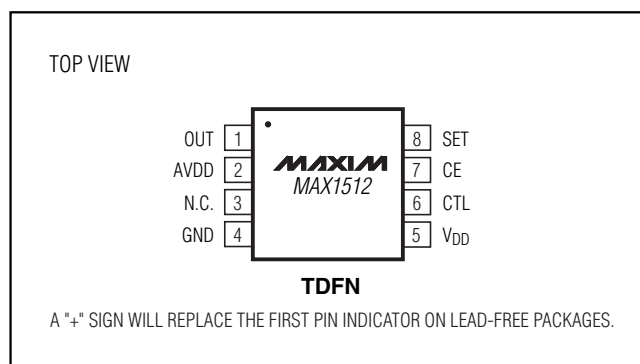 TOP VIEW
OUT 1
AVDD 2
N.C. 3
GND 4
MAXIM
MAX1512
8 SET
7 CE
6 CTL
5 VDD
TDFN
A "+" SIGN WILL REPLACE THE FIRST PIN INDICATOR ON LEAD-FREE PACKAGES.